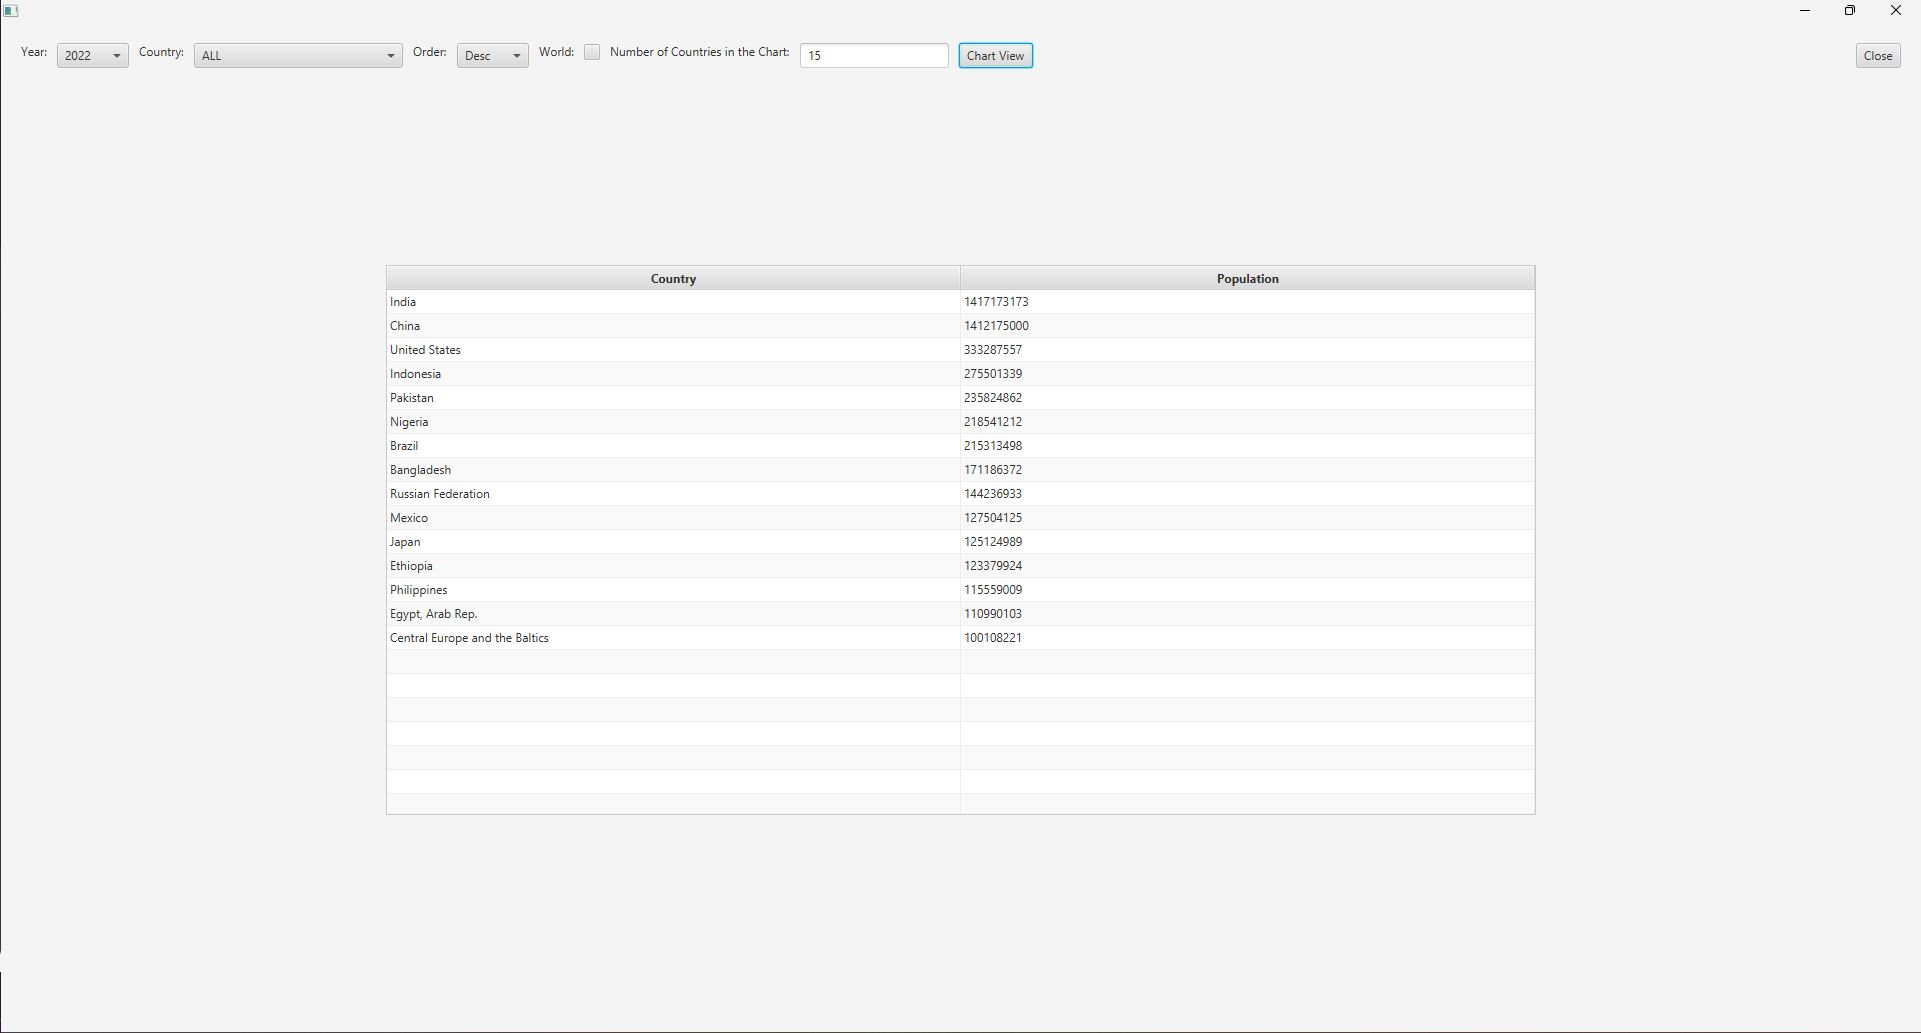 Year: 2022 Country: ALL Order: Desc World: Number of Countries in the Chart: 15 Chart View Close
Country Population
India 1417173173
China 1412175000
United States 333287557
Indonesia 275501339
Pakistan 235824862
Nigeria 218541212
Brazil 215313498
Bangladesh 171186372
Russian Federation 144236933
Mexico 127504125
Japan 125124989
Ethiopia 123379924
Philippines 115559009
Egypt, Arab Rep. 110990103
Central Europe and the Baltics 100108221